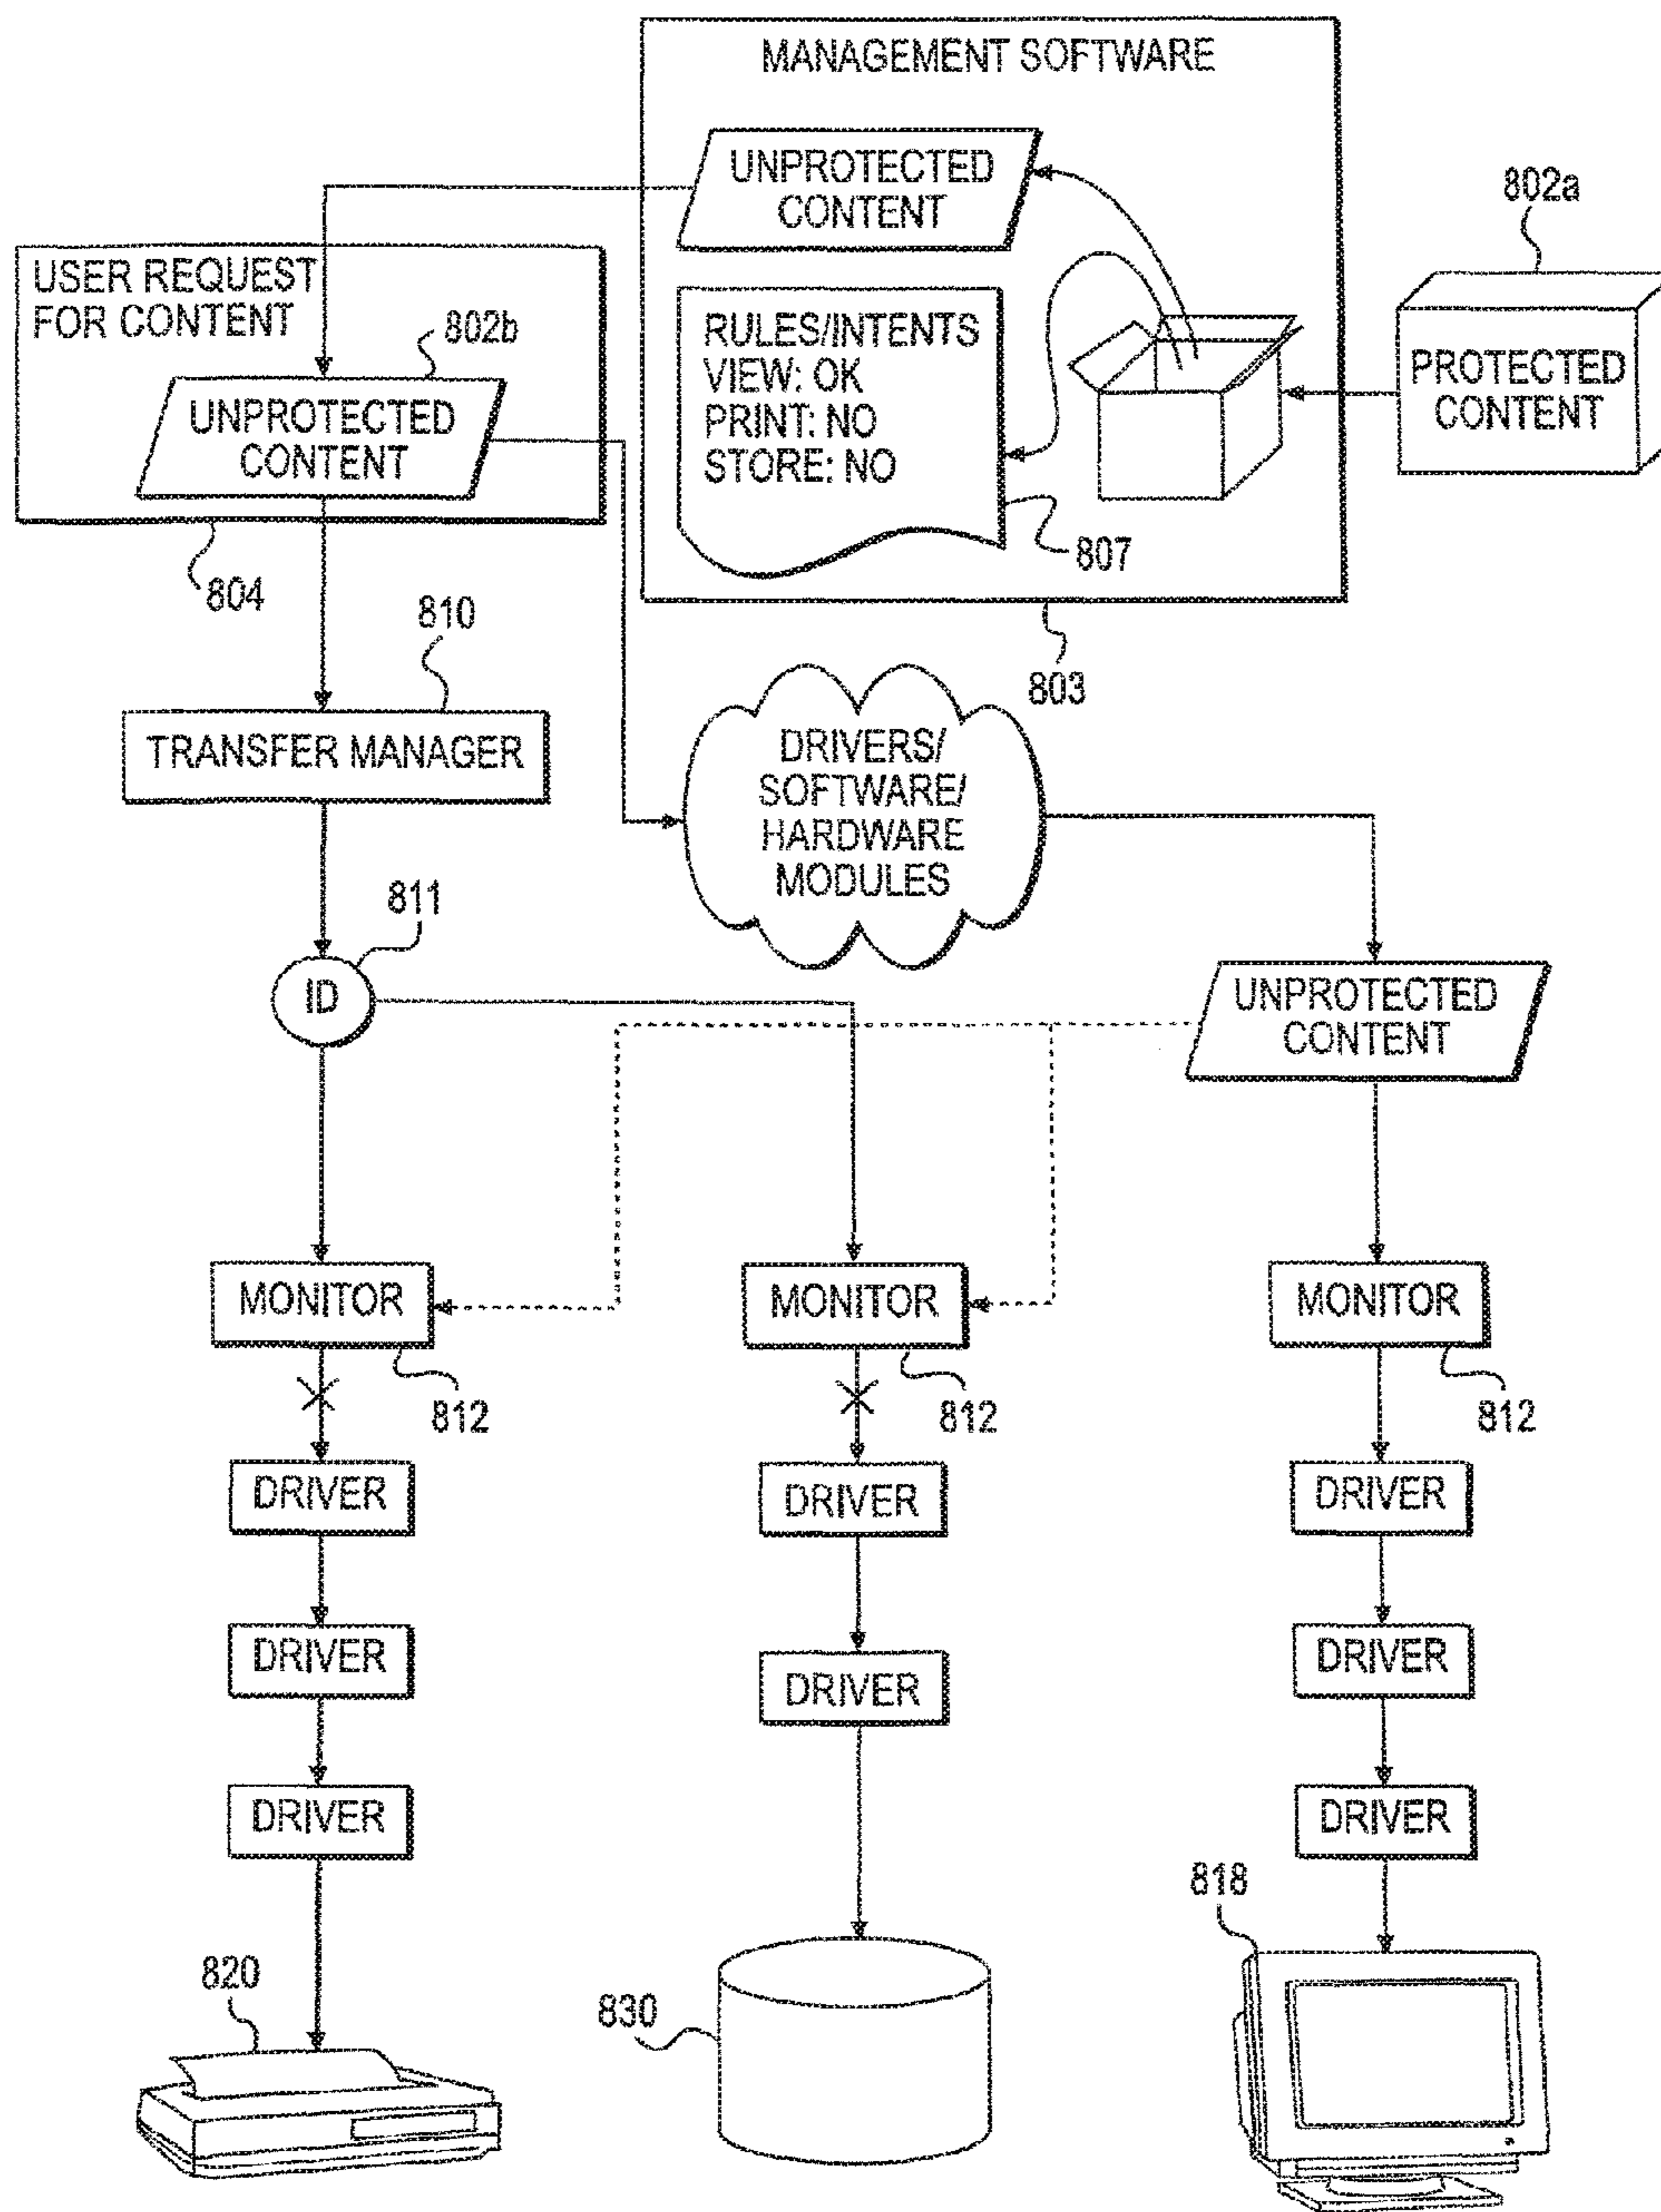 MANAGEMENT SOFTWARE
UNPROTECTED
CONTENT
802a
USER REQUEST
FOR CONTENT
802b
UNPROTECTED
CONTENT
RULES/INTENTS
VIEW: OK
PRINT: NO
STORE: NO
PROTECTED
CONTENT
807
804
803
810
TRANSFER MANAGER
DRIVERS/
SOFTWARE/
HARDWARE
MODULES
811
ID
UNPROTECTED
CONTENT
MONITOR
MONITOR
MONITOR
812
812
812
DRIVER
DRIVER
DRIVER
DRIVER
DRIVER
DRIVER
DRIVER
DRIVER
818
820
830